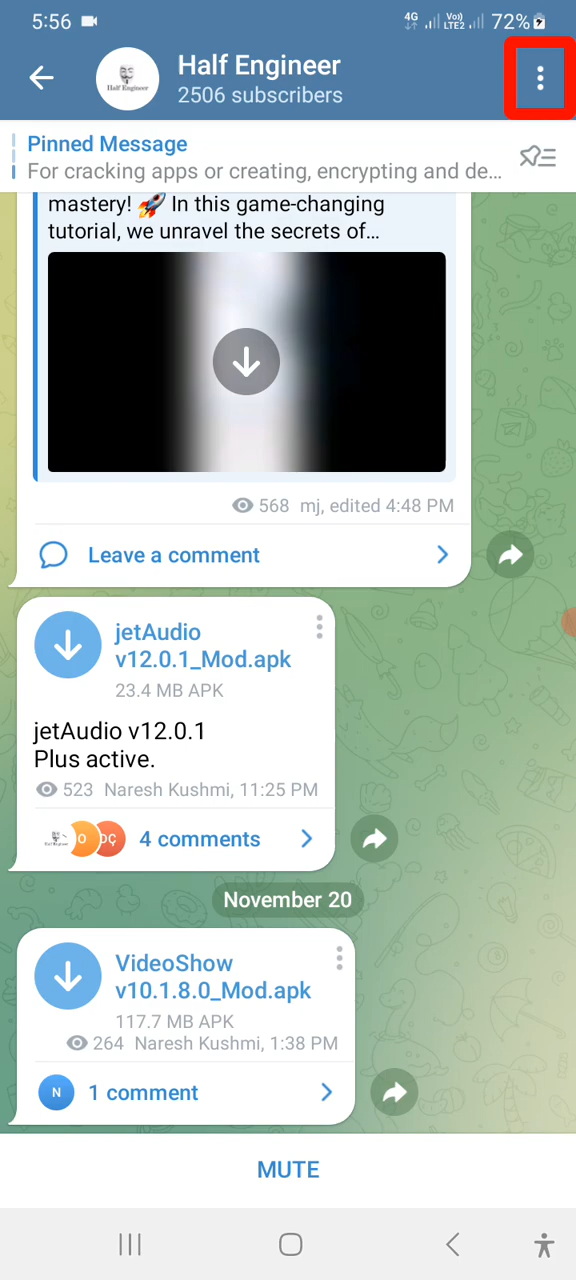 5:56
4G
Vo))
LTE2
72%
Half Engineer
Half Engineer
2506 subscribers
Pinned Message
For cracking apps or creating, encrypting and de...
mastery! 🚀 In this game-changing
tutorial, we unravel the secrets of...
568 mj, edited 4:48 PM
Leave a comment
jetAudio
v12.0.1_Mod.apk
23.4 MB APK
jetAudio v12.0.1
Plus active.
523 Naresh Kushmi, 11:25 PM
4 comments
November 20
VideoShow
v10.1.8.0_Mod.apk
117.7 MB APK
264 Naresh Kushmi, 1:38 PM
N
1 comment
MUTE